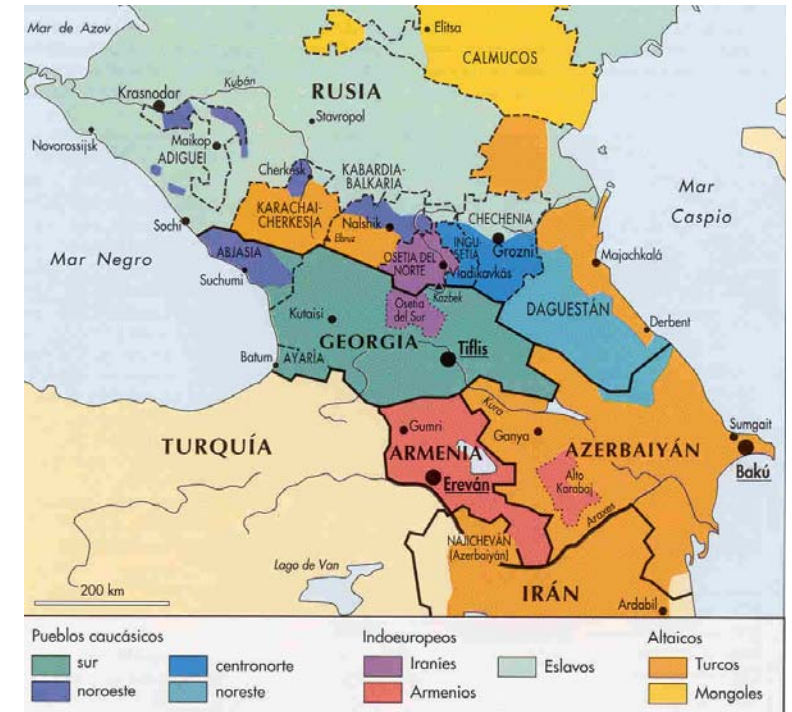 Mar de Azov
Elitsa
CALMUCOS
RUSIA
Krasnodar
Kubán
Stavropol
Novorossijsk
Maikop
ADIGUEI
Cherkesk
KABARDIA-
BALKARIA
Mar
Caspio
KARACHAI-
CHERKESIA
Nalshik
CHECHENIA
Sochi
Elbruz
INGU-
SETIA
Grozni
Mar Negro
ABJASIA
OSETIA DEL
NORTE
Vladikavkás
Majachkalá
Suchumi
Kazbek
Osetia
del Sur
DAGUESTÁN
Kutaisi
Derbent
GEORGIA
Tiflis
Batum
AYARÍA
Kura
Gumri
Sumgait
TURQUÍA
ARMENIA
Ganya
AZERBAIYÁN
Bakú
Ereván
Alto
Karabaj
Araxes
NAJICHEVÁN
(Azerbaiyán)
Lago de Van
IRÁN
200 km
Ardabil
Pueblos caucásicos
Indoeuropeos
Altaicos
sur
centronorte
Iranies
Eslavos
Turcos
noroeste
noreste
Armenios
Mongoles